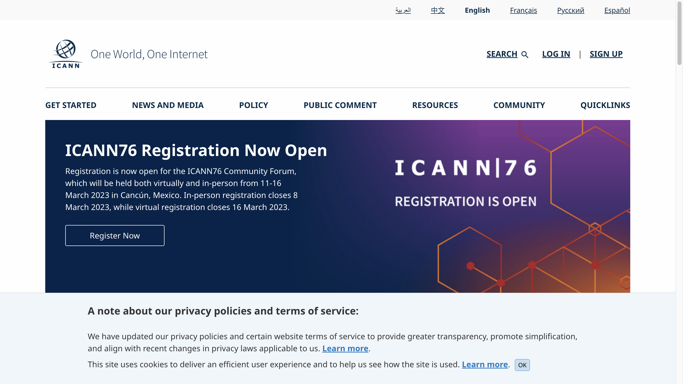 العربية 中文 English Français Русский Español
ICANN
One World, One Internet
SEARCH LOG IN | SIGN UP
GET STARTED NEWS AND MEDIA POLICY PUBLIC COMMENT RESOURCES COMMUNITY QUICKLINKS
ICANN76 Registration Now Open
Registration is now open for the ICANN76 Community Forum,
which will be held both virtually and in-person from 11-16
March 2023 in Cancún, Mexico. In-person registration closes 8
March 2023, while virtual registration closes 16 March 2023.
Register Now
ICANN|76
REGISTRATION IS OPEN
A note about our privacy policies and terms of service:
We have updated our privacy policies and certain website terms of service to provide greater transparency, promote simplification,
and align with recent changes in privacy laws applicable to us. Learn more.
This site uses cookies to deliver an efficient user experience and to help us see how the site is used. Learn more. OK